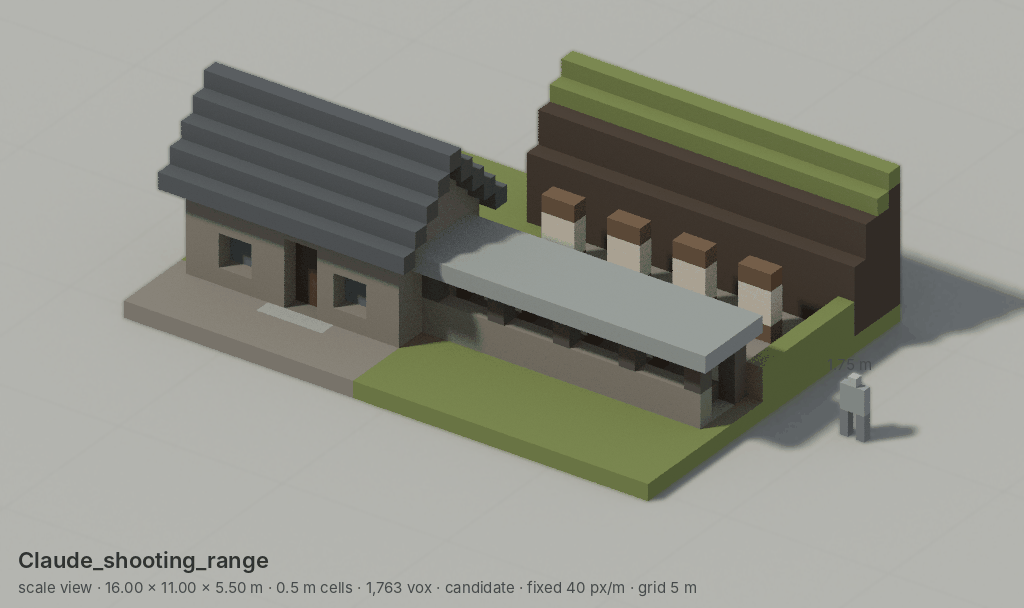 1.75 m
Claude_shooting_range
scale view · 16.00 × 11.00 × 5.50 m · 0.5 m cells · 1,763 vox · candidate · fixed 40 px/m · grid 5 m